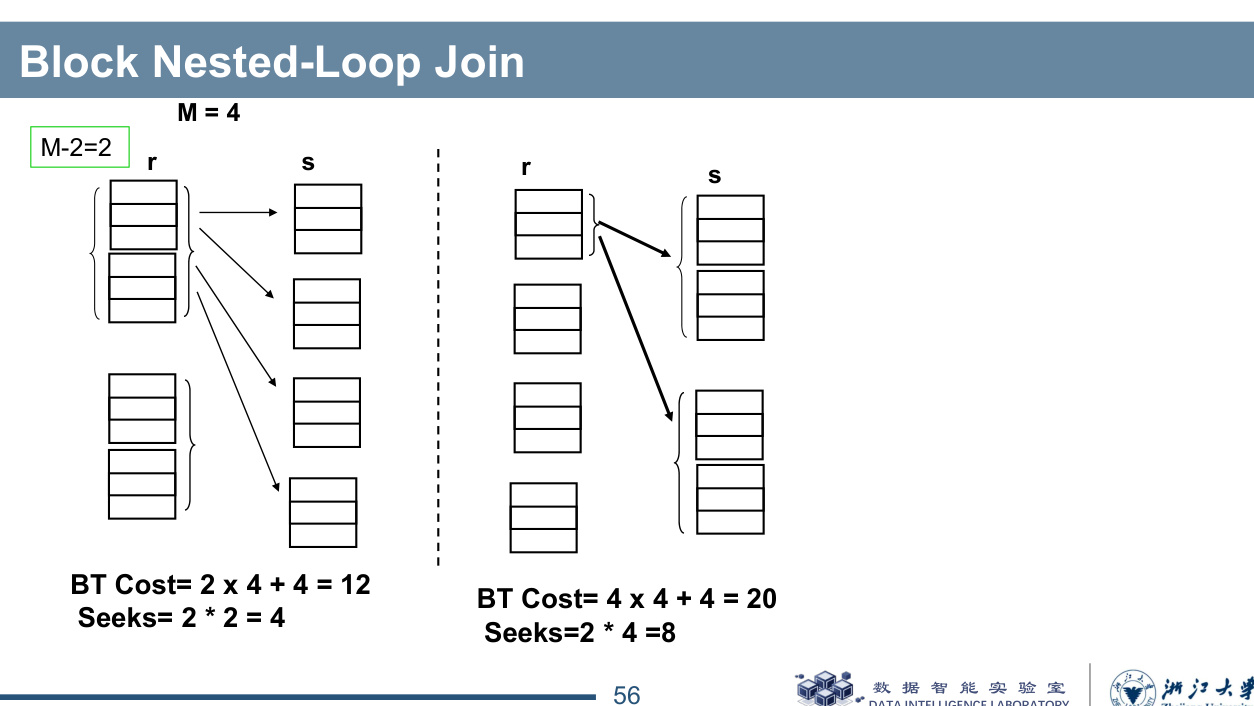 Block Nested-Loop Join
M = 4
M-2=2
r
s
r
s
BT Cost= 2 x 4 + 4 = 12
Seeks= 2 * 2 = 4
BT Cost= 4 x 4 + 4 = 20
Seeks=2 * 4 =8
56
数据智能实验室
DATA INTELLIGENCE LABORATORY
浙江大学